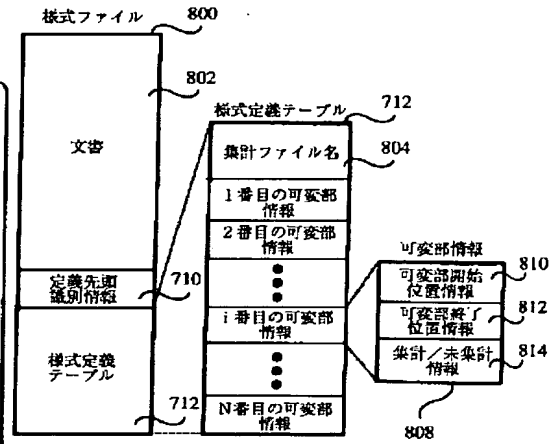 様式ファイル
800
802
文書
定義先頭
識別情報
710
様式定義
テーブル
712
様式定義テーブル
712
集計ファイル名
804
1番目の可変部
情報
2番目の可変部
情報
i番目の可変部
情報
N番目の可変部
情報
可変部情報
可変部開始
位置情報
810
可変部終了
位置情報
812
集計/未集計
情報
814
808